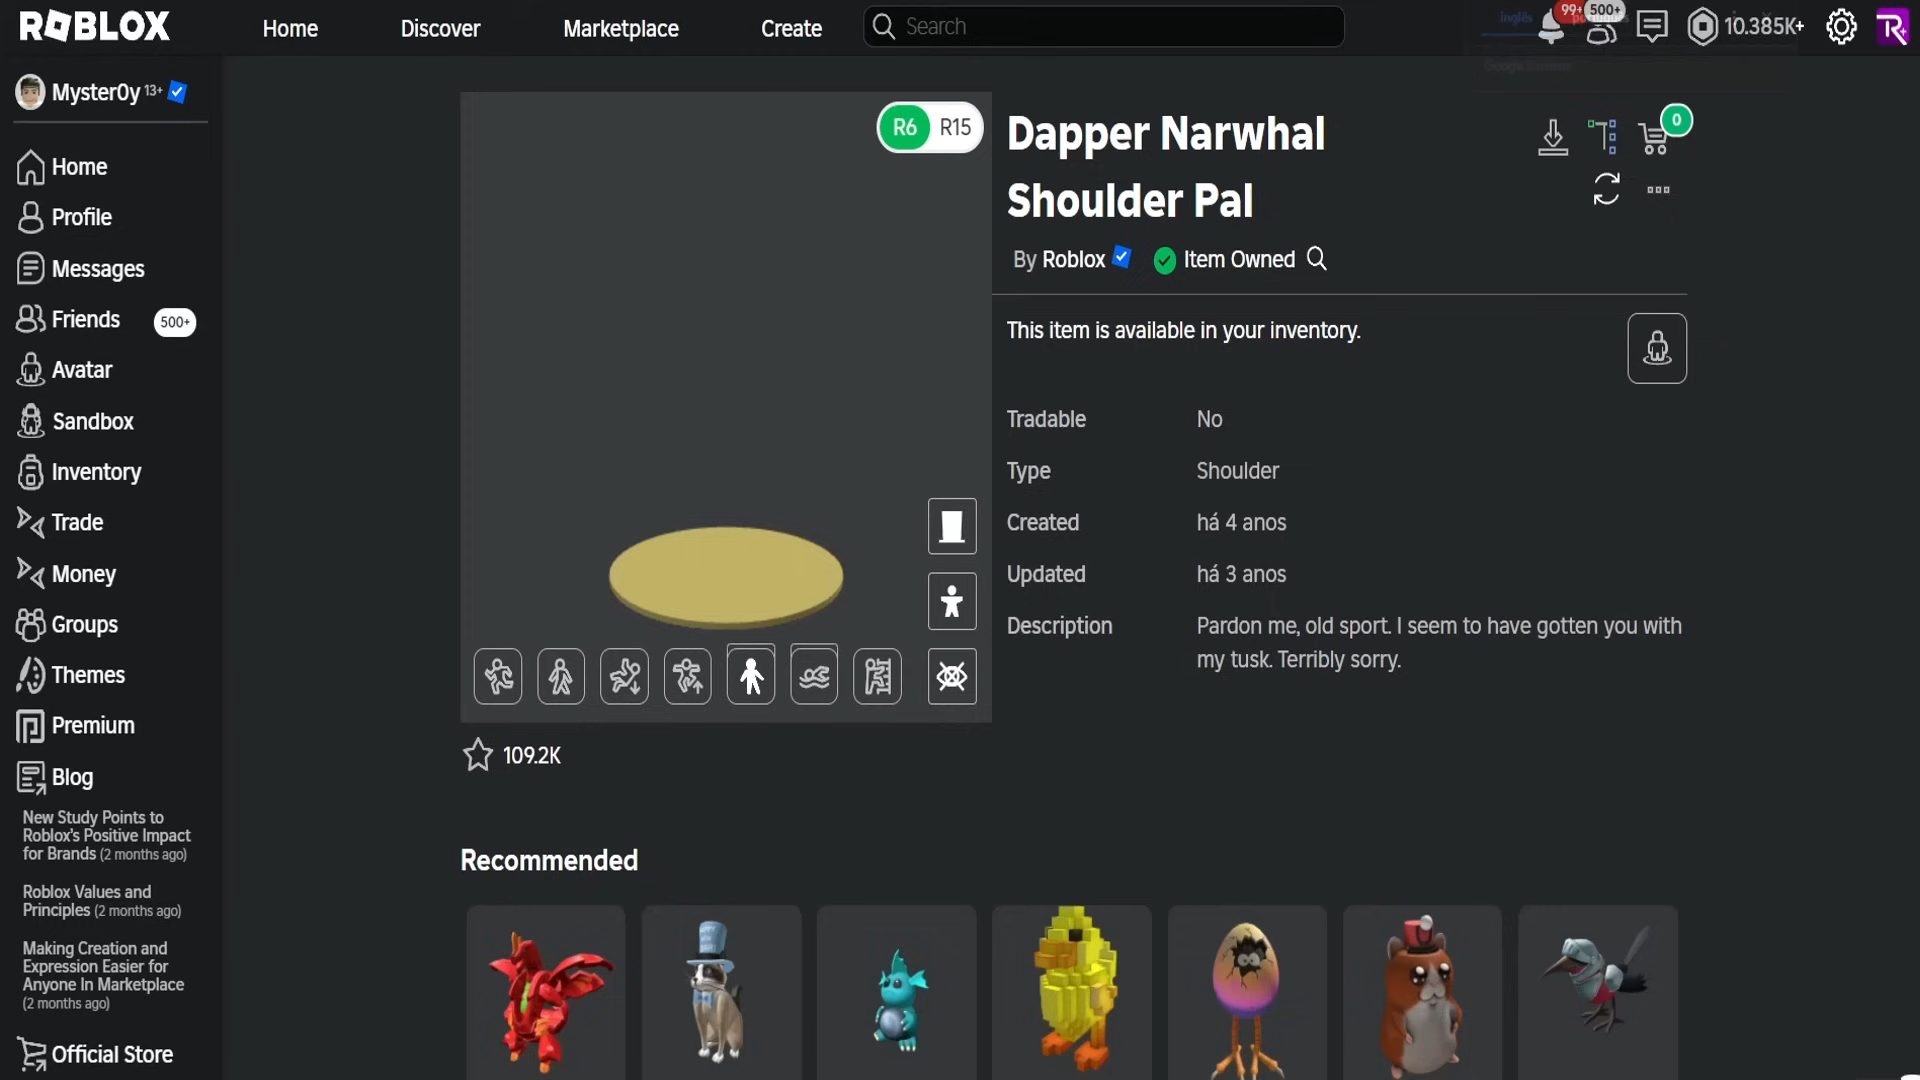 ROBLOX
Home
Discover
Marketplace
Create
Search
99+
500+
10.385K+
Myster0y 13+
Home
Profile
Messages
Friends 500+
Avatar
Sandbox
Inventory
Trade
Money
Groups
Themes
Premium
Blog
New Study Points to
Roblox's Positive Impact
for Brands (2 months ago)
Roblox Values and
Principles (2 months ago)
Making Creation and
Expression Easier for
Anyone In Marketplace
(2 months ago)
Official Store
R6 R15
Dapper Narwhal
Shoulder Pal
0
By Roblox Item Owned
This item is available in your inventory.
Tradable No
Type Shoulder
Created há 4 anos
Updated há 3 anos
Description Pardon me, old sport. I seem to have gotten you with
my tusk. Terribly sorry.
109.2K
Recommended